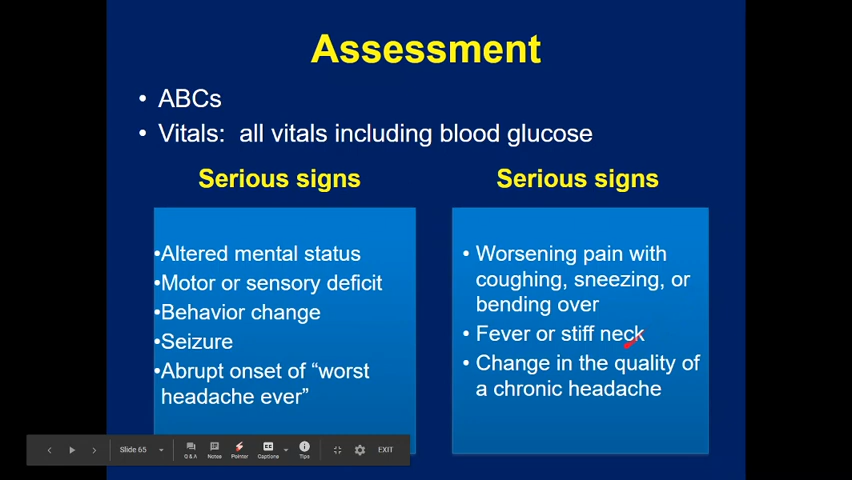 Assessment
• ABCs
• Vitals: all vitals including blood glucose
Serious signs
•Altered mental status
•Motor or sensory deficit
•Behavior change
•Seizure
•Abrupt onset of “worst
headache ever”
Serious signs
• Worsening pain with
coughing, sneezing, or
bending over
• Fever or stiff neck
• Change in the quality of
a chronic headache
Slide 65
Q & A
Notes
Pointer
Captions
Tips
EXIT